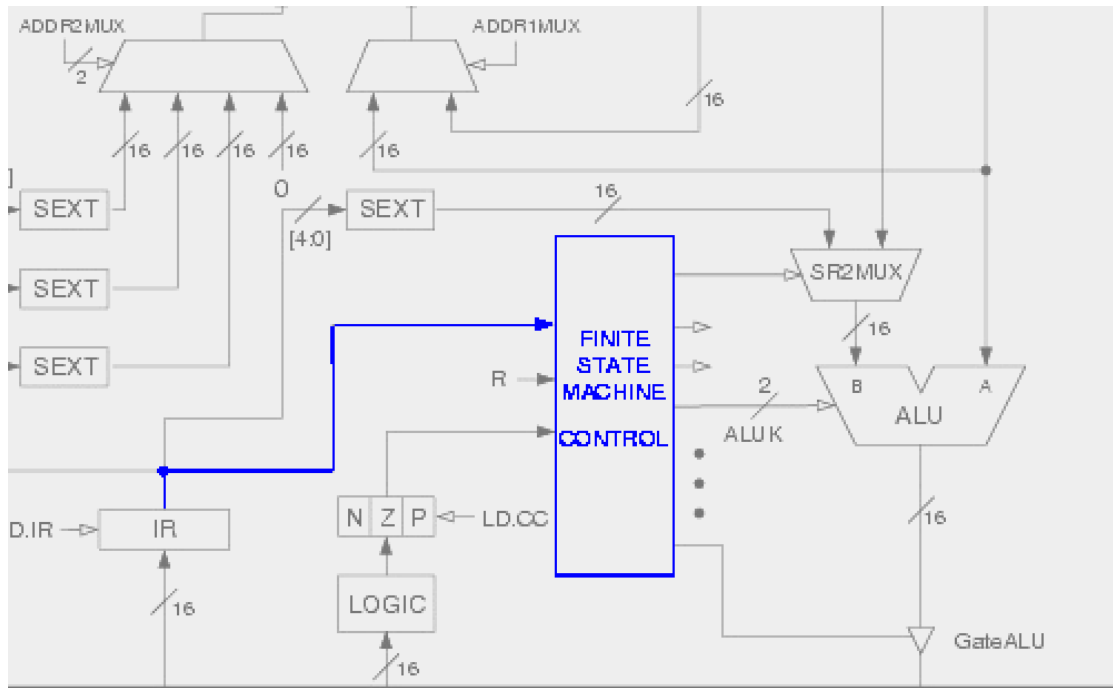 ADDR2MUX
ADDR1MUX
2
16
16
16
16
16
16
]
0
SEXT
[4:0]
SEXT
16
SR2MUX
SEXT
16
FINITE
STATE
MACHINE
CONTROL
SEXT
R
2
ALUK
B
A
ALU
D.IR
IR
N Z P
LD.CC
16
16
LOGIC
16
GateALU